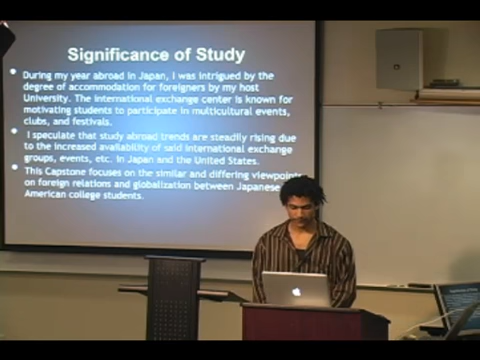 Significance of Study
During my year abroad in Japan, I was intrigued by the
degree of accommodation for foreigners by my host
University. The international exchange center is known for
motivating students to participate in multicultural events,
clubs, and festivals.
I speculate that study abroad trends are steadily rising due
to the increased availability of said international exchange
groups, events, etc. in Japan and the United States.
This Capstone focuses on the similar and differing viewpoints
on foreign relations and globalization between Japanese
American college students.